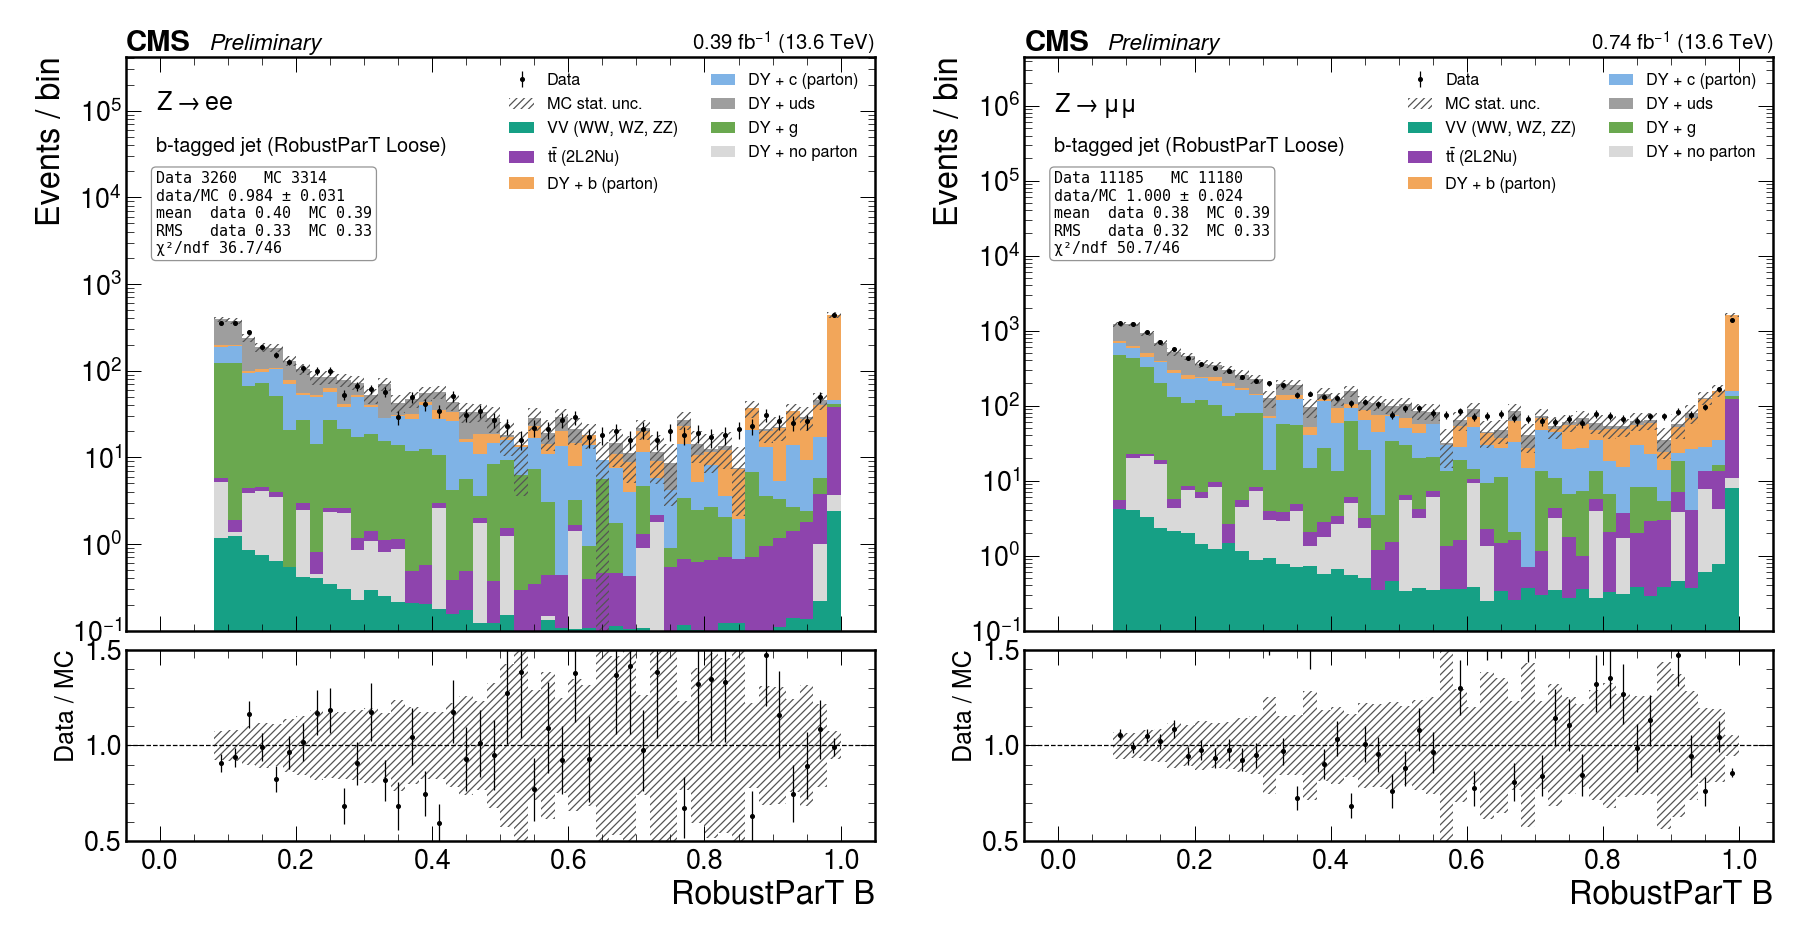 CMS Preliminary 0.39 fb⁻¹ (13.6 TeV)
Events / bin
Z → ee
b-tagged jet (RobustParT Loose)
Data 3260 MC 3314
data/MC 0.984 ± 0.031
mean data 0.40 MC 0.39
RMS data 0.33 MC 0.33
χ²/ndf 36.7/46
Data
MC stat. unc.
VV (WW, WZ, ZZ)
tt̄ (2L2Nu)
DY + b (parton)
DY + c (parton)
DY + uds
DY + g
DY + no parton
10⁵
10⁴
10³
10²
10¹
10⁰
10⁻¹
Data / MC
1.5
1.0
0.5
0.0 0.2 0.4 0.6 0.8 1.0
RobustParT B
CMS Preliminary 0.74 fb⁻¹ (13.6 TeV)
Events / bin
Z → μμ
b-tagged jet (RobustParT Loose)
Data 11185 MC 11180
data/MC 1.000 ± 0.024
mean data 0.38 MC 0.39
RMS data 0.32 MC 0.33
χ²/ndf 50.7/46
Data
MC stat. unc.
VV (WW, WZ, ZZ)
tt̄ (2L2Nu)
DY + b (parton)
DY + c (parton)
DY + uds
DY + g
DY + no parton
10⁶
10⁵
10⁴
10³
10²
10¹
10⁰
10⁻¹
Data / MC
1.5
1.0
0.5
0.0 0.2 0.4 0.6 0.8 1.0
RobustParT B